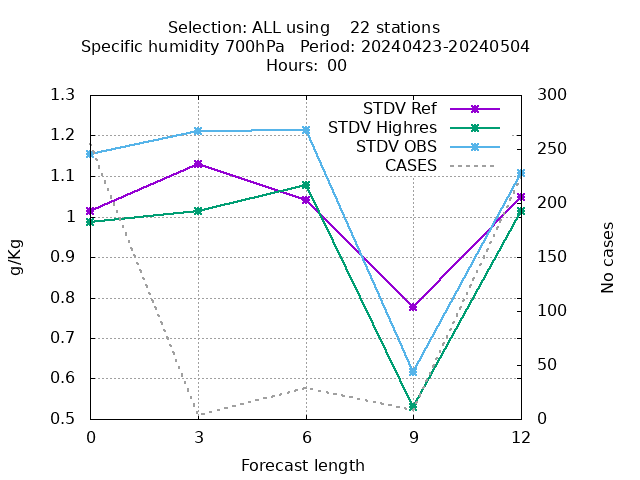 Selection: ALL using    22 stations
Specific humidity 700hPa   Period: 20240423-20240504
Hours: 00
STDV Ref
STDV Highres
STDV OBS
CASES
1.3
1.2
1.1
1
0.9
0.8
0.7
0.6
0.5
g/Kg
300
250
200
150
100
50
0
No cases
0 3 6 9 12
Forecast length